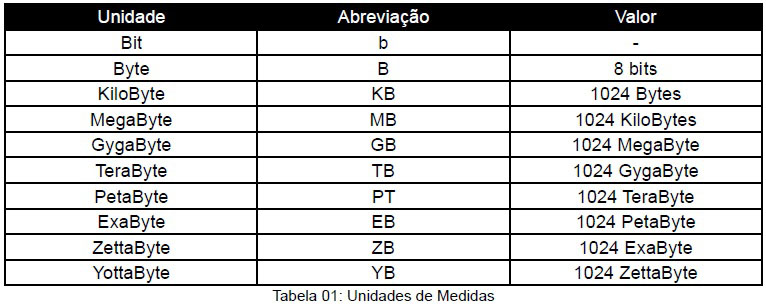 Unidade Abreviação Valor
Bit b -
Byte B 8 bits
KiloByte KB 1024 Bytes
MegaByte MB 1024 KiloBytes
GygaByte GB 1024 MegaByte
TeraByte TB 1024 GygaByte
PetaByte PT 1024 TeraByte
ExaByte EB 1024 PetaByte
ZettaByte ZB 1024 ExaByte
YottaByte YB 1024 ZettaByte
Tabela 01: Unidades de Medidas